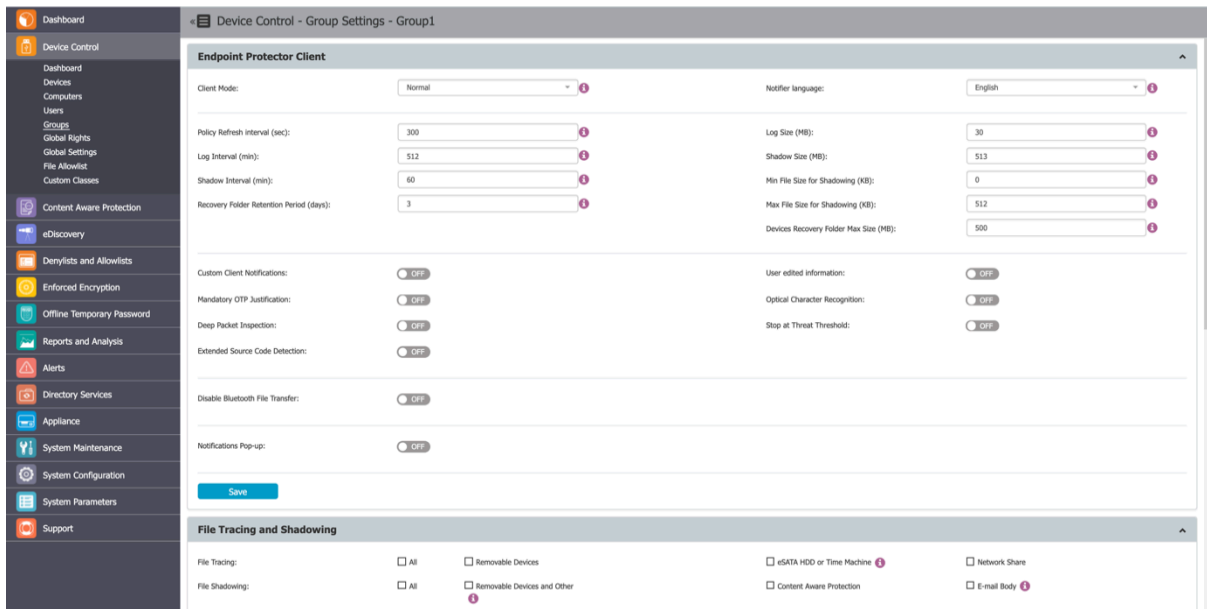 Dashboard
Device Control
Dashboard
Devices
Computers
Users
Groups
Global Rights
Global Settings
File Allowlist
Custom Classes
Content Aware Protection
eDiscovery
Denylists and Allowlists
Enforced Encryption
Offline Temporary Password
Reports and Analysis
Alerts
Directory Services
Appliance
System Maintenance
System Configuration
System Parameters
Support
Device Control - Group Settings - Group1
Endpoint Protector Client
Client Mode: Normal Notifier language: English
Policy Refresh interval (sec): 300 Log Size (MB): 30
Log Interval (min): 512 Shadow Size (MB): 513
Shadow Interval (min): 60 Min File Size for Shadowing (KB): 0
Recovery Folder Retention Period (days): 3 Max File Size for Shadowing (KB): 512
Devices Recovery Folder Max Size (MB): 500
Custom Client Notifications: OFF User edited information: OFF
Mandatory OTP Justification: OFF Optical Character Recognition: OFF
Deep Packet Inspection: OFF Stop at Threat Threshold: OFF
Extended Source Code Detection: OFF
Disable Bluetooth File Transfer: OFF
Notifications Pop-up: OFF
Save
File Tracing and Shadowing
File Tracing: All Removable Devices eSATA HDD or Time Machine Network Share
File Shadowing: All Removable Devices and Other Content Aware Protection E-mail Body